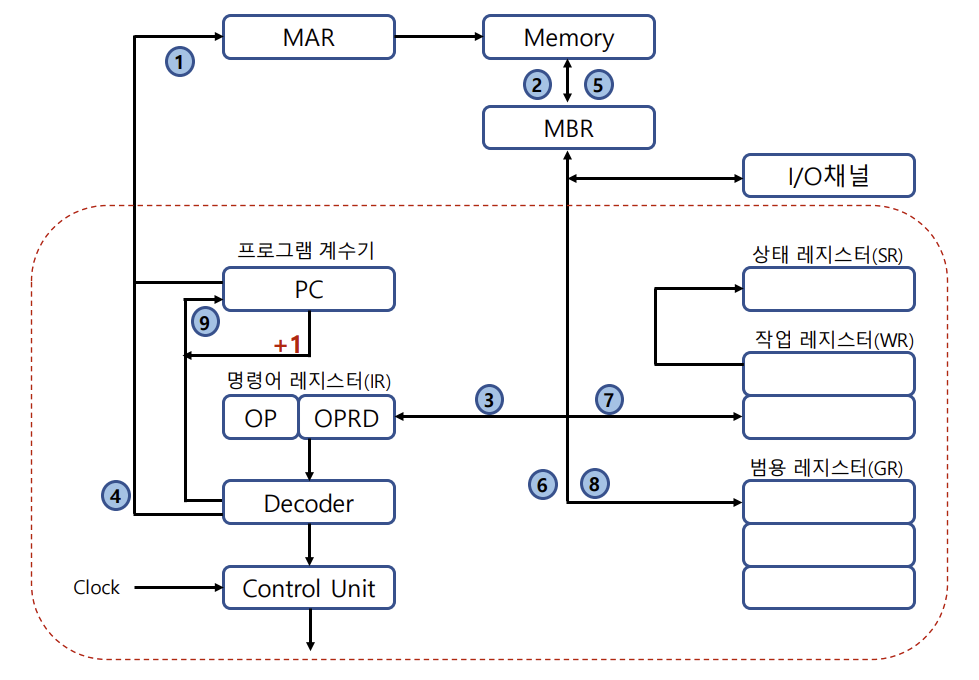 MAR
Memory
1
2
5
MBR
I/O채널
프로그램 계수기
상태 레지스터(SR)
PC
9
+1
작업 레지스터(WR)
명령어 레지스터(IR)
OP
OPRD
3
7
범용 레지스터(GR)
4
Decoder
6
8
Clock
Control Unit